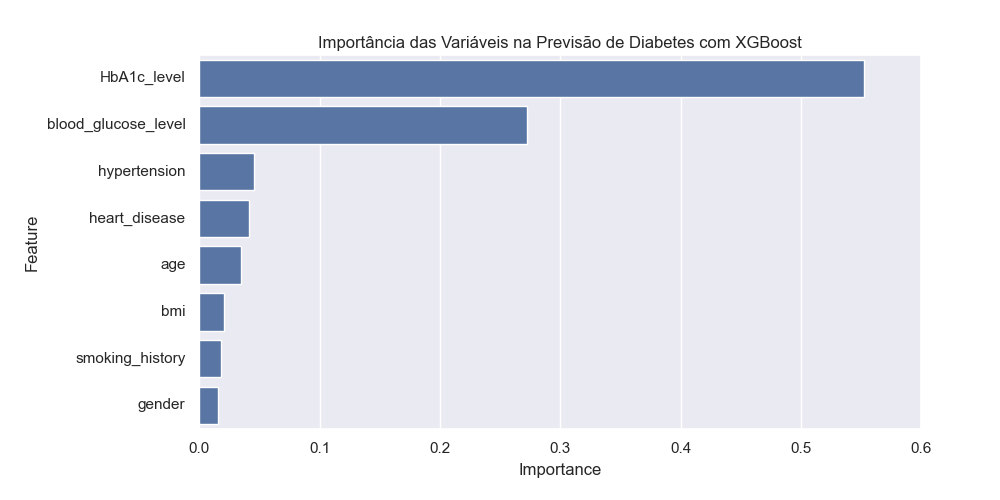 Importância das Variáveis na Previsão de Diabetes com XGBoost
HbA1c_level
blood_glucose_level
hypertension
heart_disease
age
bmi
smoking_history
gender
Feature
0.0 0.1 0.2 0.3 0.4 0.5 0.6
Importance